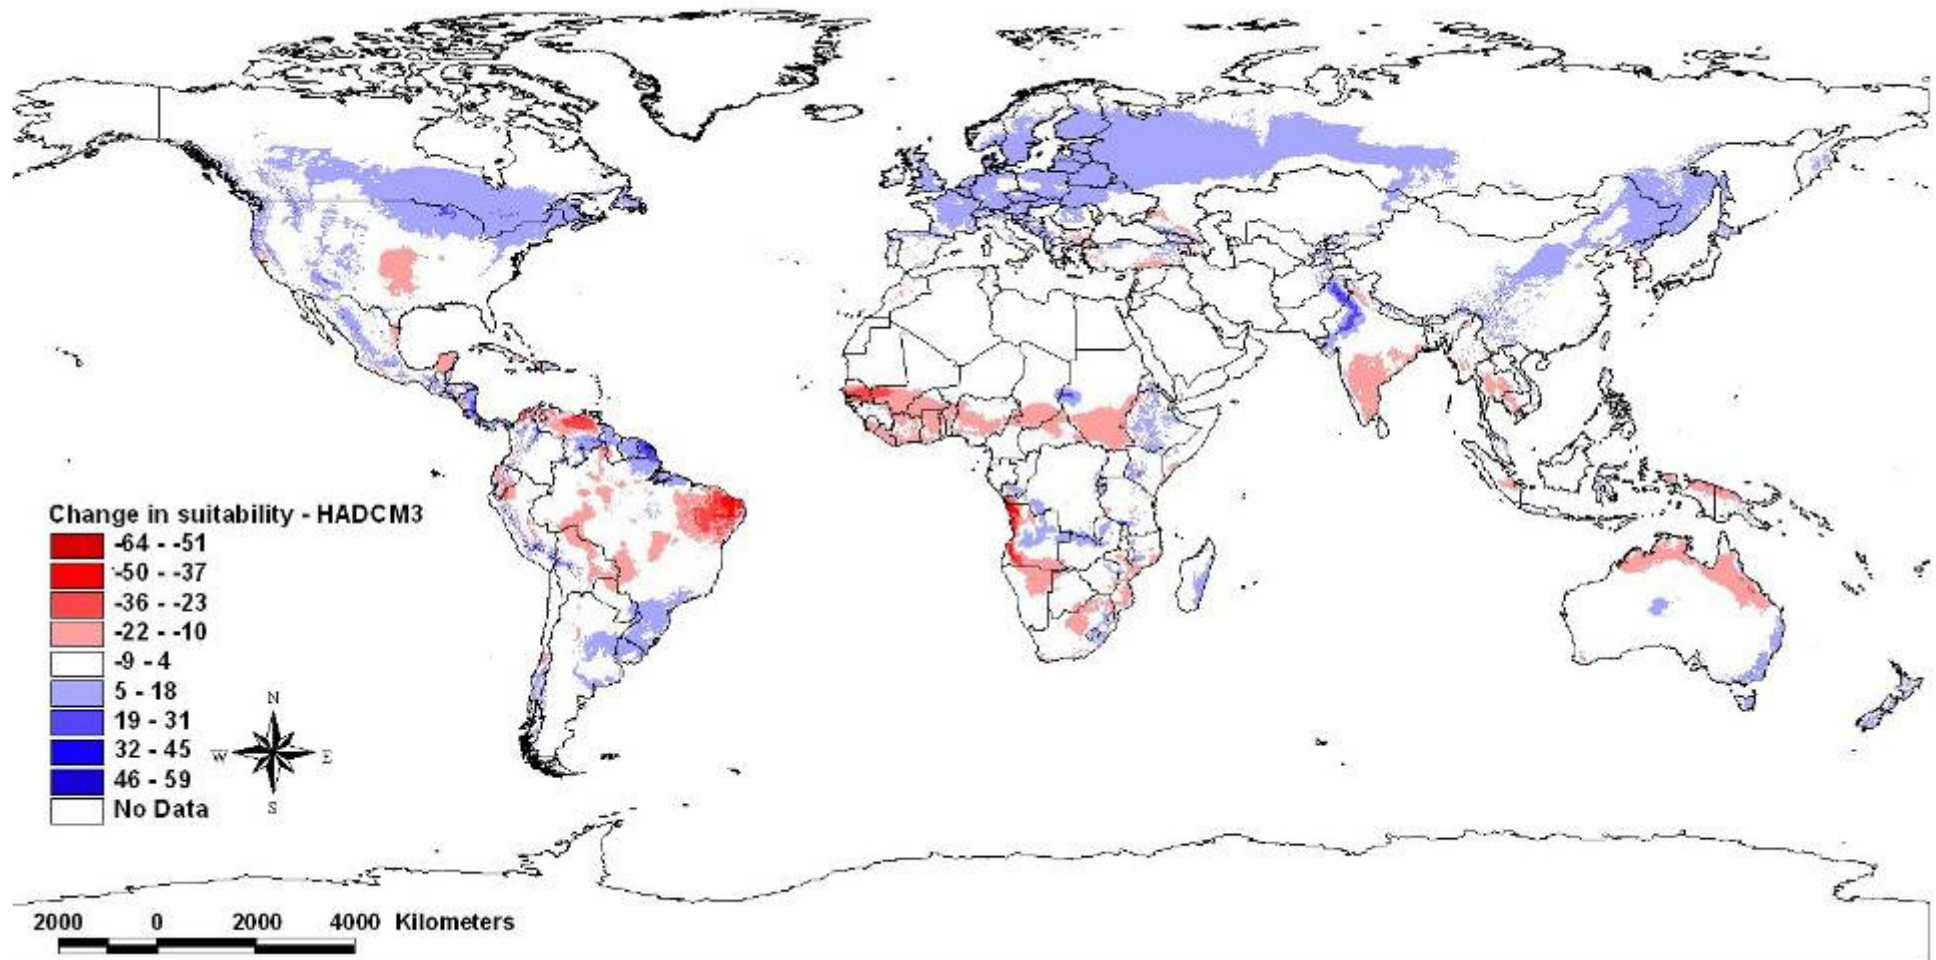 Change in suitability - HADCM3
-64 - -51
-50 - -37
-36 - -23
-22 - -10
-9 - 4
5 - 18
19 - 31
32 - 45
46 - 59
No Data
N
W
E
S
2000 0 2000 4000 Kilometers